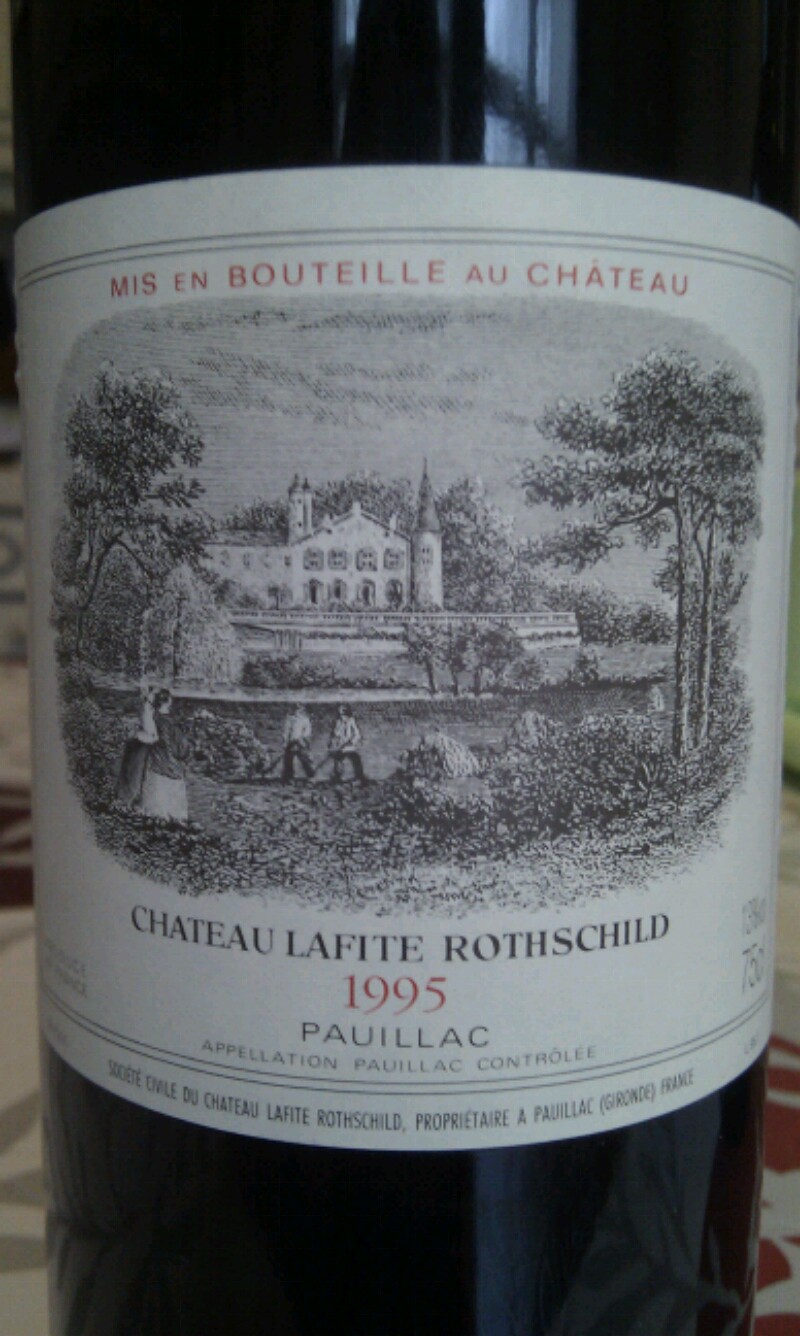 MIS EN BOUTEILLE AU CHÂTEAU
CHATEAU LAFITE ROTHSCHILD
1995
PAUILLAC
APPELLATION PAUILLAC CONTRÔLÉE
SOCIÉTÉ CIVILE DU CHATEAU LAFITE ROTHSCHILD, PROPRIÉTAIRE A PAUILLAC (GIRONDE) FRANCE
75cl